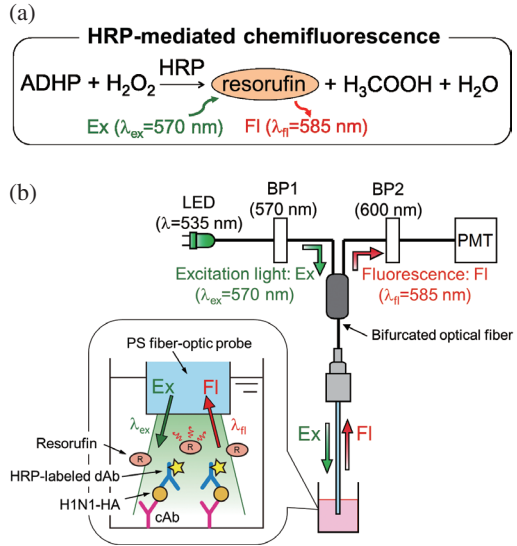 (a)
HRP-mediated chemifluorescence
ADHP + H₂O₂ HRP resorufin + H₃COOH + H₂O
Ex (λex=570 nm) Fl (λfl=585 nm)
(b)
LED
(λ=535 nm)
BP1
(570 nm)
BP2
(600 nm)
PMT
Excitation light: Ex
(λex=570 nm)
Fluorescence: Fl
(λfl=585 nm)
Bifurcated optical fiber
PS fiber-optic probe
Ex Fl
λex λfl
Resorufin
R R R
HRP-labeled dAb
H1N1-HA
cAb
Ex Fl